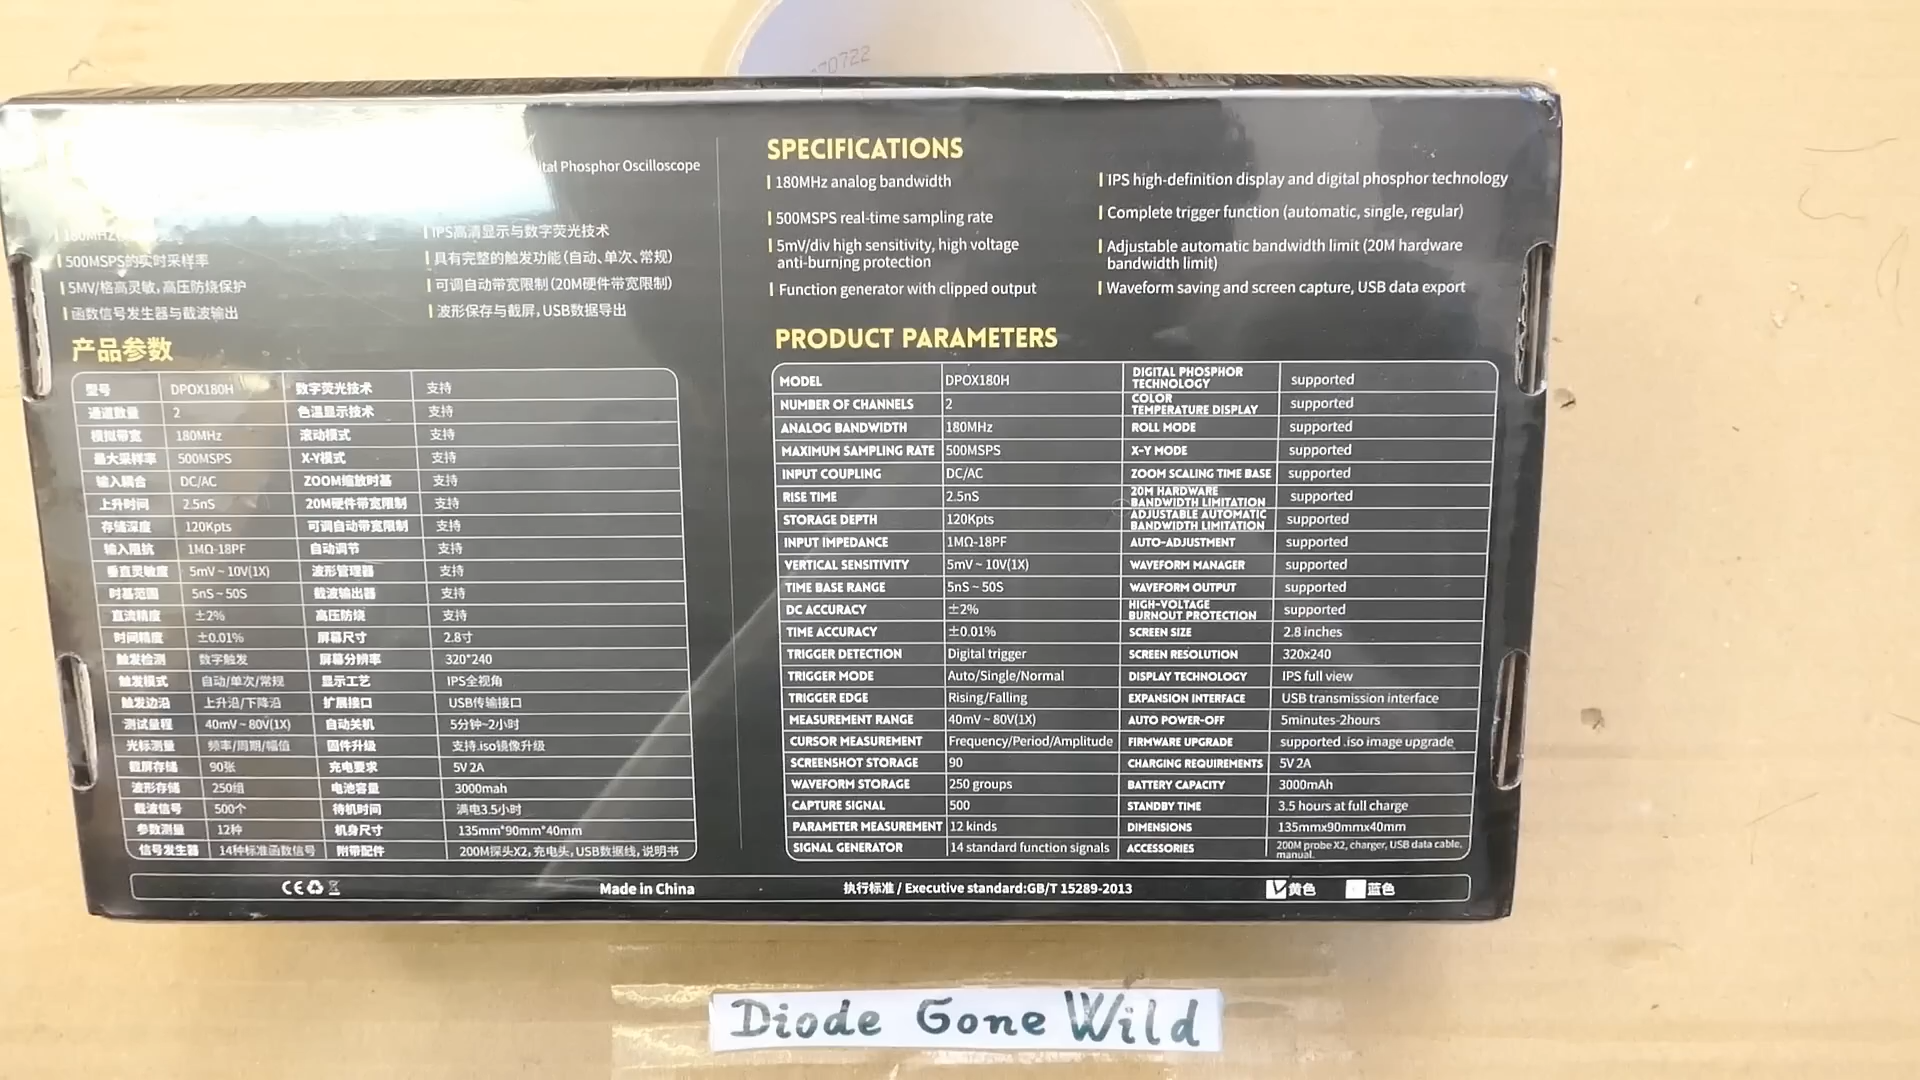 70722
ital Phosphor Oscilloscope
180MHz
500MSPS的实时采样率
5MV/格高灵敏,高压防烧保护
函数信号发生器与截波输出
IPS高清显示与数字荧光技术
具有完整的触发功能(自动、单次、常规)
可调自动带宽限制(20M硬件带宽限制)
波形保存与截屏,USB数据导出
产品参数
型号 DPOX180H 数字荧光技术 支持
通道数量 2 色温显示技术 支持
模拟带宽 180MHz 滚动模式 支持
最大采样率 500MSPS X-Y模式 支持
输入耦合 DC/AC ZOOM缩放时基 支持
上升时间 2.5nS 20M硬件带宽限制 支持
存储深度 120Kpts 可调自动带宽限制 支持
输入阻抗 1MΩ-18PF 自动调节 支持
垂直灵敏度 5mV ~ 10V(1X) 波形管理器 支持
时基范围 5nS ~ 50S 截波输出器 支持
直流精度 ±2% 高压防烧 支持
时间精度 ±0.01% 屏幕尺寸 2.8寸
触发检测 数字触发 屏幕分辨率 320*240
触发模式 自动/单次/常规 显示工艺 IPS全视角
触发边沿 上升沿/下降沿 扩展接口 USB传输接口
测试量程 40mV ~ 80V(1X) 自动关机 5分钟~2小时
光标测量 频率/周期/幅值 固件升级 支持.iso镜像升级
截屏存储 90张 充电要求 5V 2A
波形存储 250组 电池容量 3000mah
截波信号 500个 待机时间 满电3.5小时
参数测量 12种 机身尺寸 135mm*90mm*40mm
信号发生器 14种标准函数信号 附带配件 200M探头X2,充电头,USB数据线,说明书
SPECIFICATIONS
180MHz analog bandwidth
500MSPS real-time sampling rate
5mV/div high sensitivity, high voltage
anti-burning protection
Function generator with clipped output
IPS high-definition display and digital phosphor technology
Complete trigger function (automatic, single, regular)
Adjustable automatic bandwidth limit (20M hardware
bandwidth limit)
Waveform saving and screen capture, USB data export
PRODUCT PARAMETERS
MODEL DPOX180H DIGITAL PHOSPHOR TECHNOLOGY supported
NUMBER OF CHANNELS 2 COLOR TEMPERATURE DISPLAY supported
ANALOG BANDWIDTH 180MHz ROLL MODE supported
MAXIMUM SAMPLING RATE 500MSPS X-Y MODE supported
INPUT COUPLING DC/AC ZOOM SCALING TIME BASE supported
RISE TIME 2.5nS 20M HARDWARE BANDWIDTH LIMITATION supported
STORAGE DEPTH 120Kpts ADJUSTABLE AUTOMATIC BANDWIDTH LIMITATION supported
INPUT IMPEDANCE 1MΩ-18PF AUTO-ADJUSTMENT supported
VERTICAL SENSITIVITY 5mV ~ 10V(1X) WAVEFORM MANAGER supported
TIME BASE RANGE 5nS ~ 50S WAVEFORM OUTPUT supported
DC ACCURACY ±2% HIGH-VOLTAGE BURNOUT PROTECTION supported
TIME ACCURACY ±0.01% SCREEN SIZE 2.8 inches
TRIGGER DETECTION Digital trigger SCREEN RESOLUTION 320x240
TRIGGER MODE Auto/Single/Normal DISPLAY TECHNOLOGY IPS full view
TRIGGER EDGE Rising/Falling EXPANSION INTERFACE USB transmission interface
MEASUREMENT RANGE 40mV ~ 80V(1X) AUTO POWER-OFF 5minutes-2hours
CURSOR MEASUREMENT Frequency/Period/Amplitude FIRMWARE UPGRADE supported .iso image upgrade
SCREENSHOT STORAGE 90 CHARGING REQUIREMENTS 5V 2A
WAVEFORM STORAGE 250 groups BATTERY CAPACITY 3000mAh
CAPTURE SIGNAL 500 STANDBY TIME 3.5 hours at full charge
PARAMETER MEASUREMENT 12 kinds DIMENSIONS 135mmx90mmx40mm
SIGNAL GENERATOR 14 standard function signals ACCESSORIES 200M probe X2, charger, USB data cable, manual.
CE Made in China 执行标准 / Executive standard:GB/T 15289-2013 黄色 蓝色
Diode Gone Wild